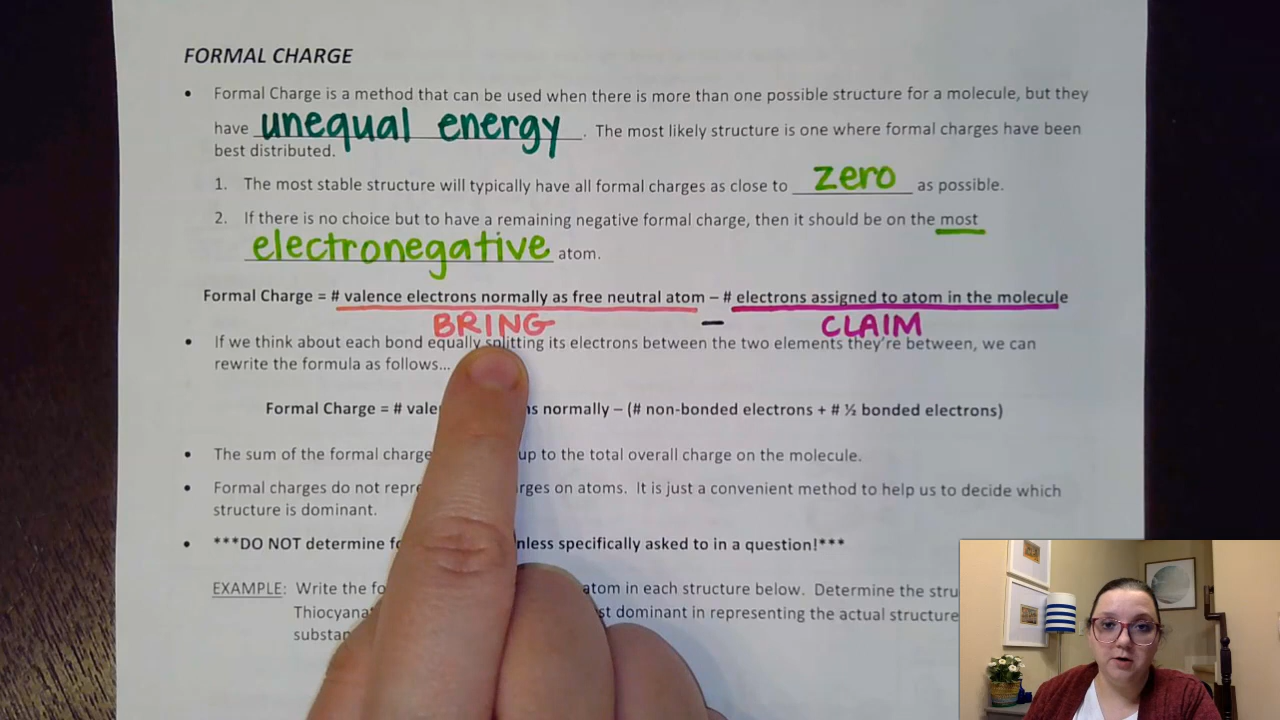 FORMAL CHARGE
• Formal Charge is a method that can be used when there is more than one possible structure for a molecule, but they
have unequal energy. The most likely structure is one where formal charges have been
best distributed.
1. The most stable structure will typically have all formal charges as close to zero as possible.
2. If there is no choice but to have a remaining negative formal charge, then it should be on the most
electronegative atom.
Formal Charge = # valence electrons normally as free neutral atom – # electrons assigned to atom in the molecule
BRING – CLAIM
• If we think about each bond equally splitting its electrons between the two elements they're between, we can
rewrite the formula as follows...
Formal Charge = # vale ns normally – (# non-bonded electrons + # ½ bonded electrons)
• The sum of the formal charge up to the total overall charge on the molecule.
• Formal charges do not repre rges on atoms. It is just a convenient method to help us to decide which
structure is dominant.
• ***DO NOT determine fo nless specifically asked to in a question!***
EXAMPLE: Write the fo atom in each structure below. Determine the stru
Thiocyana st dominant in representing the actual structure
substan